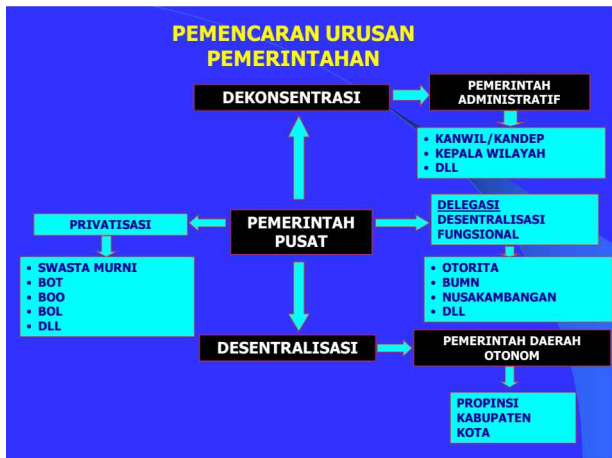 PEMENCARAN URUSAN
PEMERINTAHAN
DEKONSENTRASI
PEMERINTAH
ADMINISTRATIF
• KANWIL/KANDEP
• KEPALA WILAYAH
• DLL
PRIVATISASI
PEMERINTAH
PUSAT
DELEGASI
DESENTRALISASI
FUNGSIONAL
• SWASTA MURNI
• BOT
• BOO
• BOL
• DLL
• OTORITA
• BUMN
• NUSAKAMBANGAN
• DLL
DESENTRALISASI
PEMERINTAH DAERAH
OTONOM
PROPINSI
KABUPATEN
KOTA